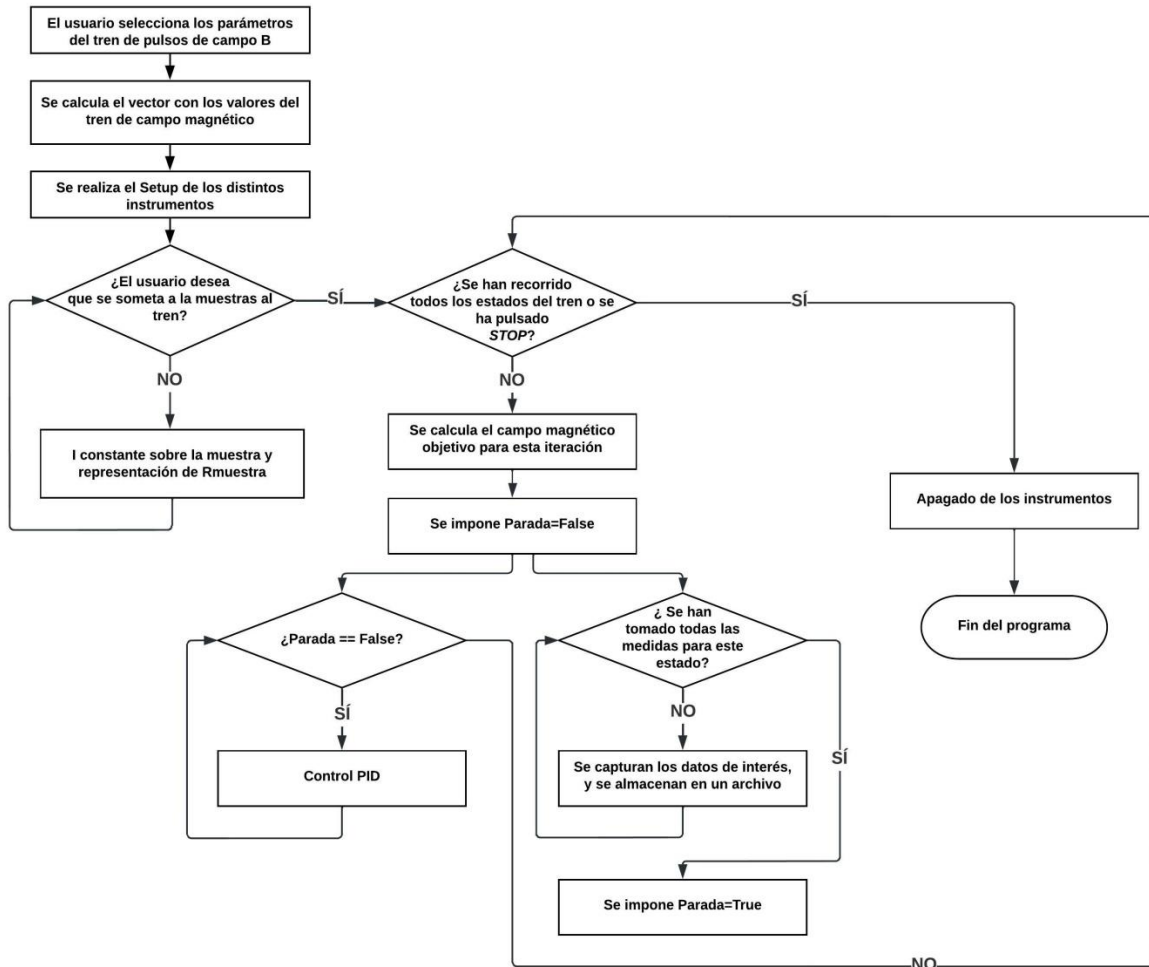 El usuario selecciona los parámetros
del tren de pulsos de campo B
Se calcula el vector con los valores del
tren de campo magnético
Se realiza el Setup de los distintos
instrumentos
¿El usuario desea
que se someta a la muestras al
tren?
SÍ
NO
I constante sobre la muestra y
representación de Rmuestra
¿Se han recorrido
todos los estados del tren o se
ha pulsado
STOP?
SÍ
NO
Se calcula el campo magnético
objetivo para esta iteración
Se impone Parada=False
Apagado de los instrumentos
Fin del programa
¿Parada == False?
SÍ
Control PID
¿ Se han
tomado todas las
medidas para este
estado?
NO
SÍ
Se capturan los datos de interés,
y se almacenan en un archivo
Se impone Parada=True
NO